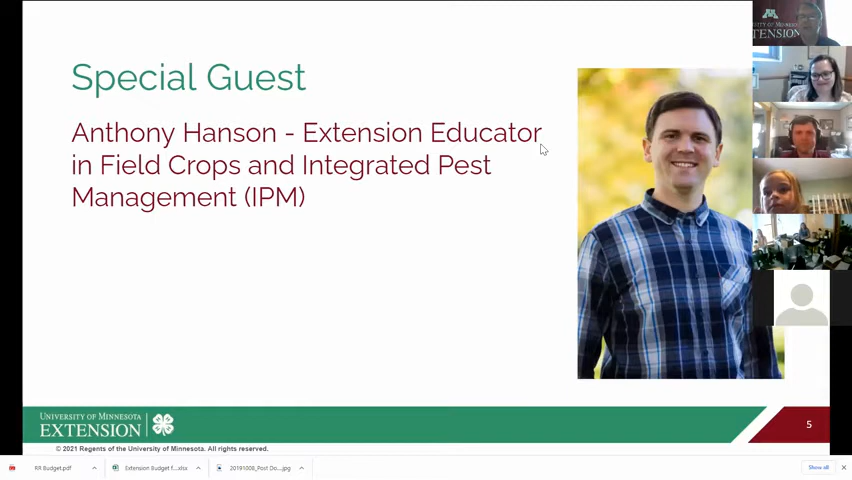 Special Guest
Anthony Hanson - Extension Educator
in Field Crops and Integrated Pest
Management (IPM)
UNIVERSITY OF MINNESOTA
EXTENSION
5
© 2021 Regents of the University of Minnesota. All rights reserved.
RR Budget.pdf
Extension Budget f....xlsx
20191008_Post Do....jpg
Show all
EXTENSION